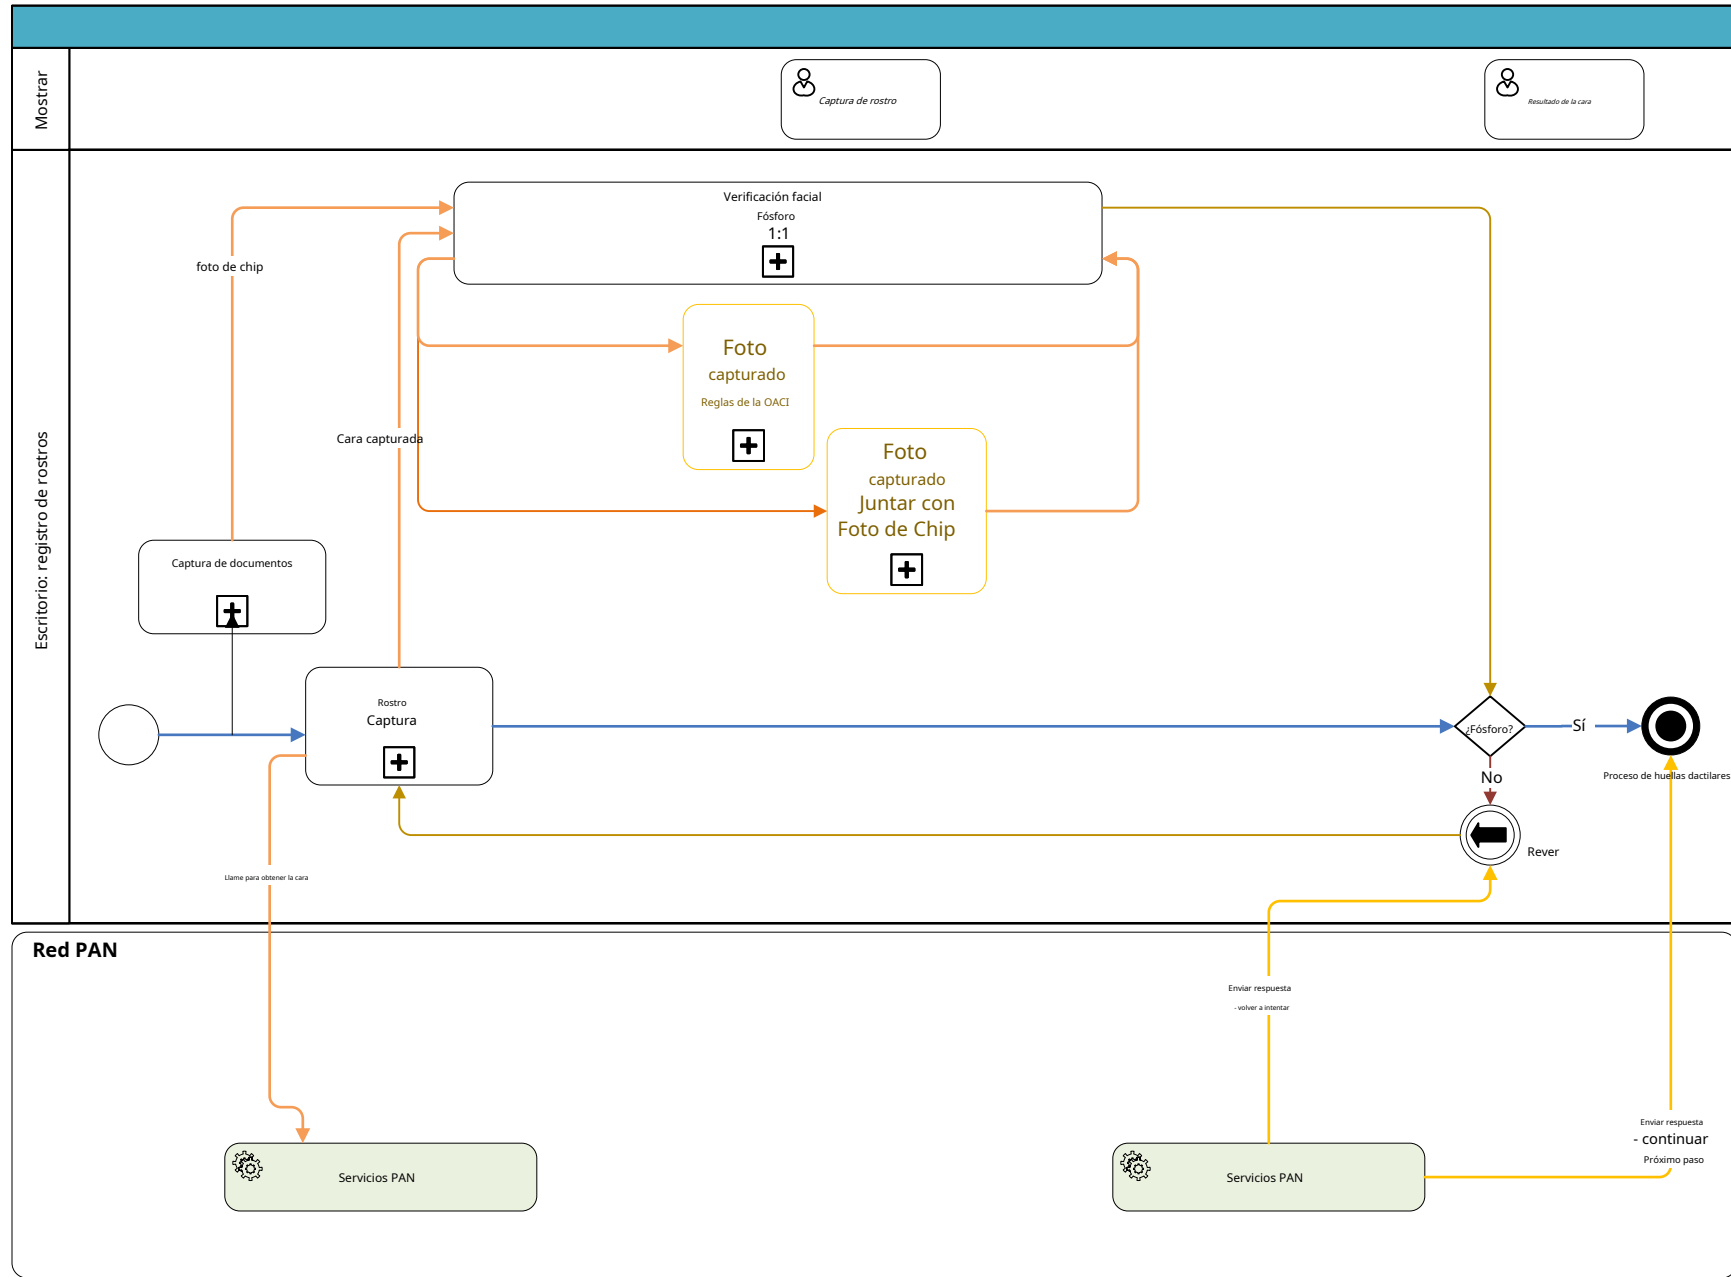 Mostrar
Captura de rostro
Resultado de la cara
Escritorio: registro de rostros
Verificación facial
Fósforo
1:1
foto de chip
Foto
capturado
Reglas de la OACI
Cara capturada
Foto
capturado
Juntar con
Foto de Chip
Captura de documentos
Rostro
Captura
¿Fósforo?
Sí
No
Proceso de huellas dactilares
Rever
Llame para obtener la cara
Red PAN
Enviar respuesta
- volver a intentar
Enviar respuesta
- continuar
Próximo paso
Servicios PAN
Servicios PAN